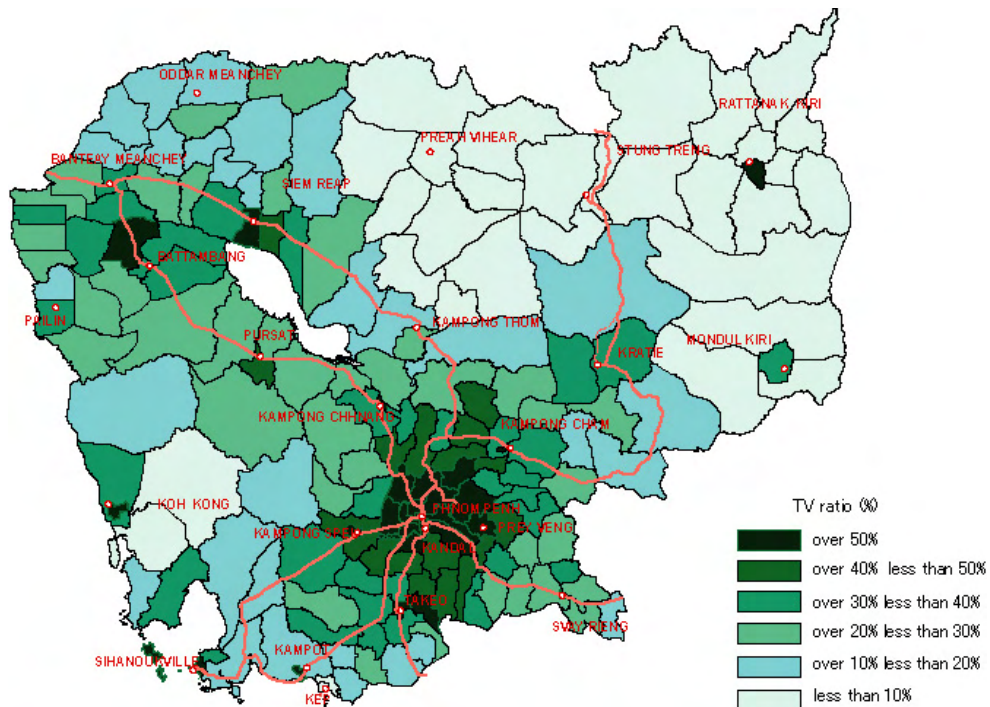 ODDAR MEANCHEY
RATTANAK KIRI
PREAH VIHEAR
STUNG TRENG
BANTEAY MEANCHEY
SIEM REAP
BATTAMBANG
PAILIN
KAMPONG THOM
PURSAT
MONDUL KIRI
KRATIE
KAMPONG CHHNANG
KAMPONG CHAM
KOH KONG
PHNOM PENH
KAMPONG SPEU
PREY VENG
KANDAL
TAKEO
SVAY RIENG
KAMPOT
SIHANOUKVILLE
KEP
TV ratio (%)
over 50%
over 40% less than 50%
over 30% less than 40%
over 20% less than 30%
over 10% less than 20%
less than 10%